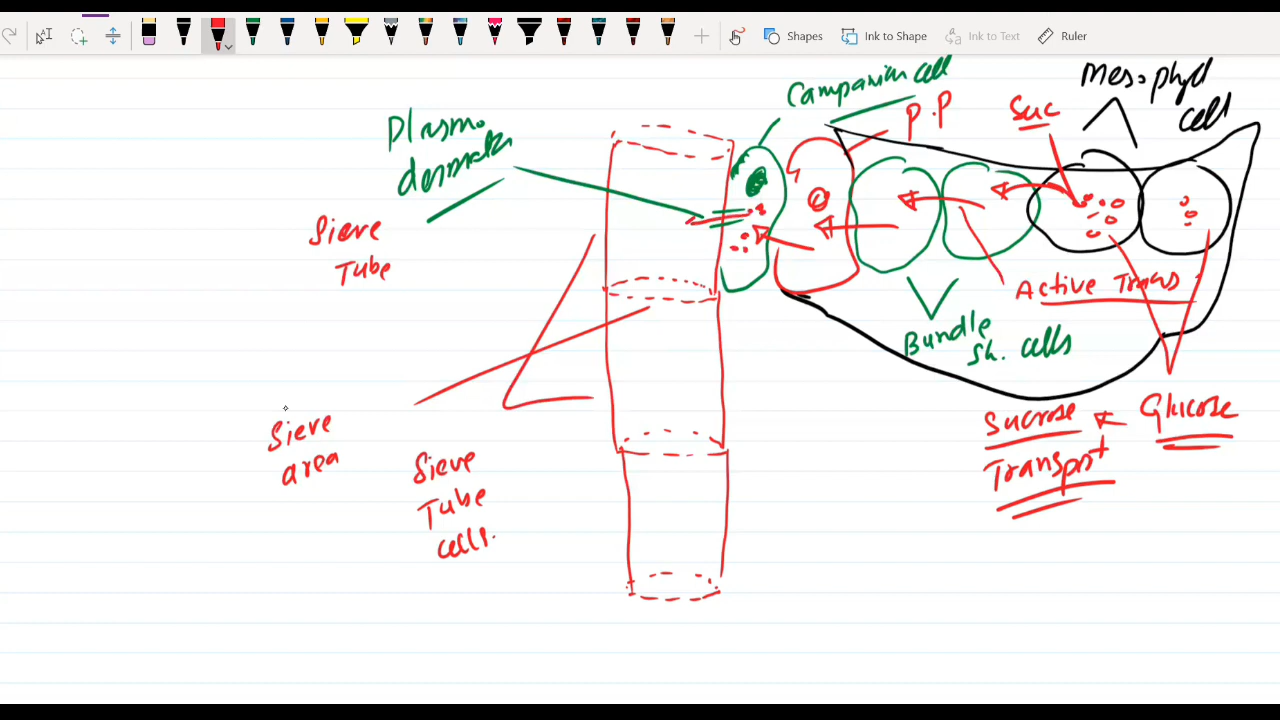 Shapes
Ink to Shape
Ink to Text
Ruler
Companion cell
P.P
Suc
Mesophyll
cell
Plasmo
desmata
Sieve
Tube
Active Trans
Bundle
Sh. cells
Sucrose ← Glucose
Transport
Sieve
area
Sieve
Tube
cells.